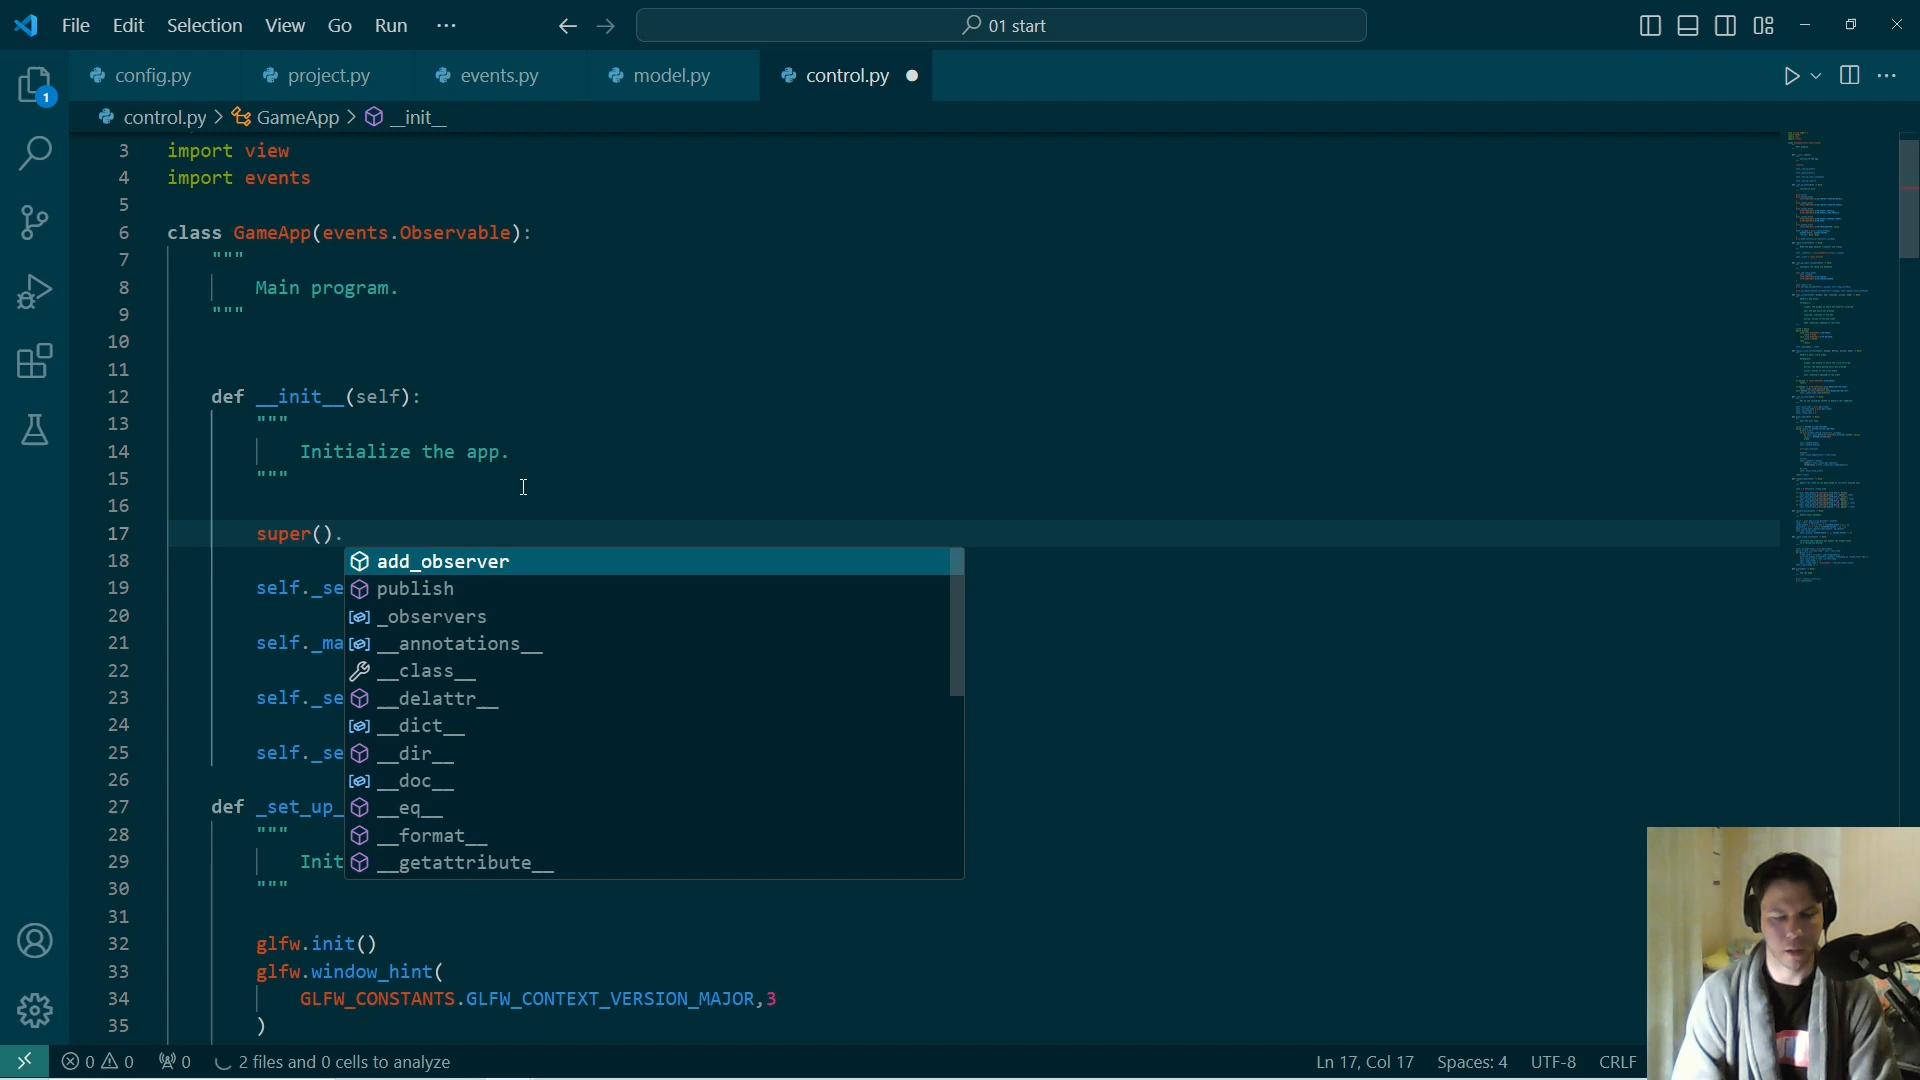 File Edit Selection View Go Run ··· 01 start
config.py project.py events.py model.py control.py
1
control.py > GameApp > __init__
3 import view
4 import events
5
6 class GameApp(events.Observable):
7 """
8 Main program.
9 """
10
11
12 def __init__(self):
13 """
14 Initialize the app.
15 """
16
17 super().
18 add_observer
19 self._se publish
20 _observers
21 self._ma __annotations__
22 __class__
23 self._se __delattr__
24 __dict__
25 self._se __dir__
26 __doc__
27 def _set_up_ __eq__
28 """ __format__
29 Init __getattribute__
30 """
31
32 glfw.init()
33 glfw.window_hint(
34 GLFW_CONSTANTS.GLFW_CONTEXT_VERSION_MAJOR,3
35 )
0 0 0 2 files and 0 cells to analyze Ln 17, Col 17 Spaces: 4 UTF-8 CRLF